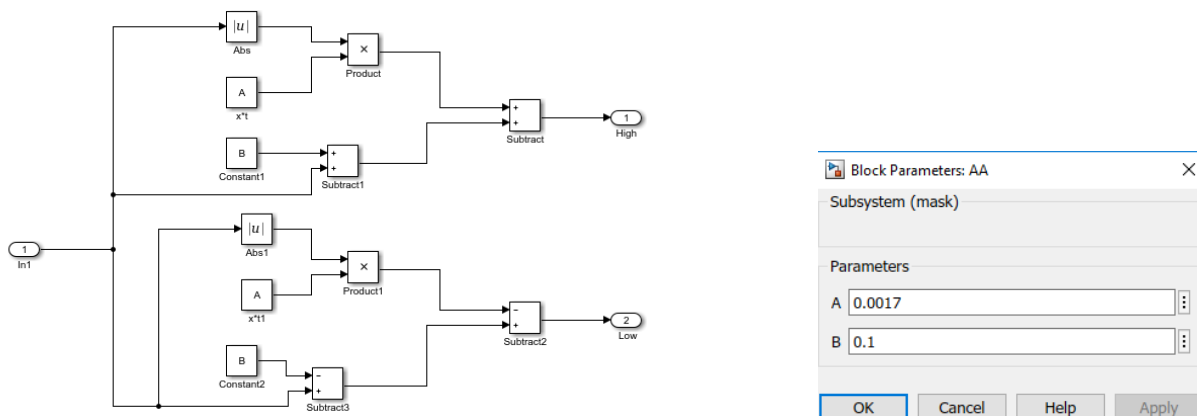 |u|
Abs
×
Product
A
x*t
+
+
Subtract
1
High
B
Constant1
+
+
Subtract1
1
In1
|u|
Abs1
×
Product1
A
x*t1
−
+
Subtract2
2
Low
B
Constant2
−
+
Subtract3
Block Parameters: AA
Subsystem (mask)
Parameters
A 0.0017
B 0.1
OK Cancel Help Apply